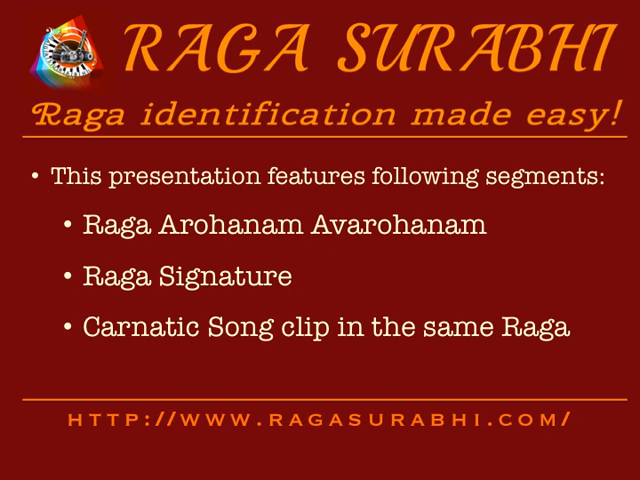 RAGA SURABHI
Raga identification made easy!
• This presentation features following segments:
• Raga Arohanam Avarohanam
• Raga Signature
• Carnatic Song clip in the same Raga
HTTP://WWW.RAGASURABHI.COM/